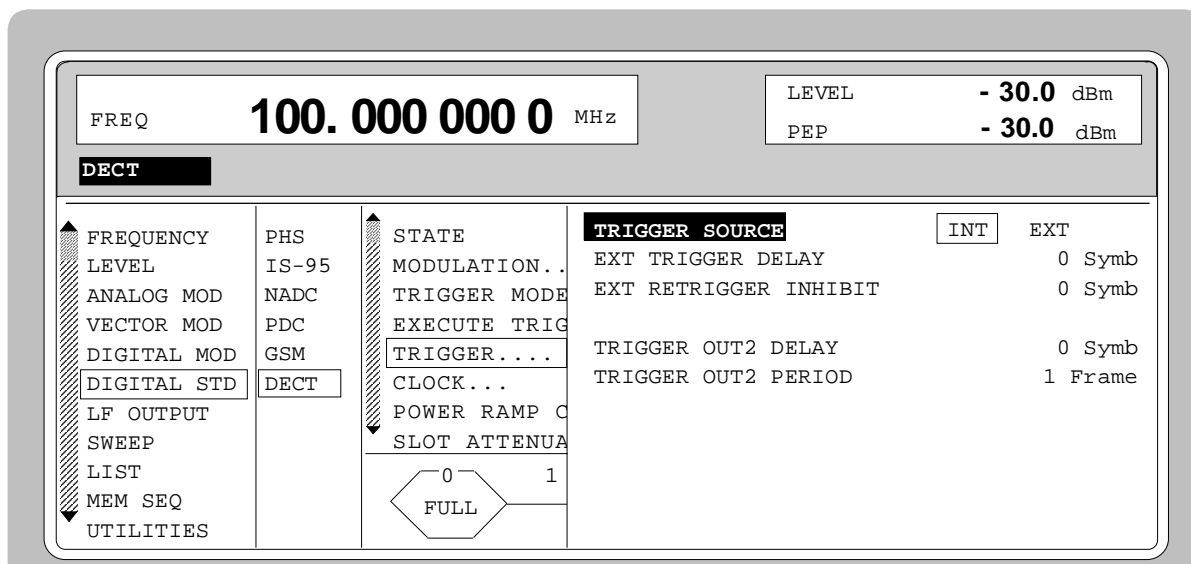 FREQ 100. 000 000 0 MHz
LEVEL - 30.0 dBm
PEP - 30.0 dBm
DECT
FREQUENCY
LEVEL
ANALOG MOD
VECTOR MOD
DIGITAL MOD
DIGITAL STD
LF OUTPUT
SWEEP
LIST
MEM SEQ
UTILITIES
PHS
IS-95
NADC
PDC
GSM
DECT
STATE
MODULATION..
TRIGGER MODE
EXECUTE TRIG
TRIGGER....
CLOCK...
POWER RAMP C
SLOT ATTENUA
0 1
FULL
TRIGGER SOURCE INT EXT
EXT TRIGGER DELAY 0 Symb
EXT RETRIGGER INHIBIT 0 Symb
TRIGGER OUT2 DELAY 0 Symb
TRIGGER OUT2 PERIOD 1 Frame